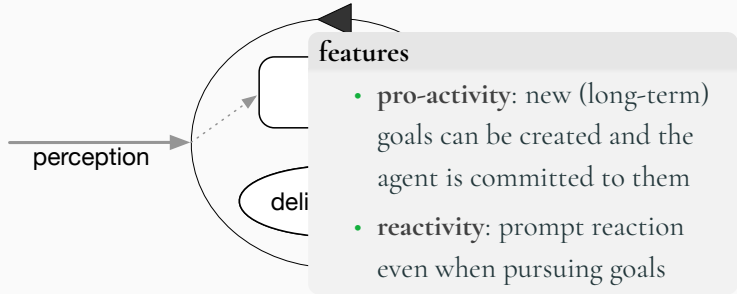 features
perception
deli
• pro-activity: new (long-term)
goals can be created and the
agent is committed to them
• reactivity: prompt reaction
even when pursuing goals